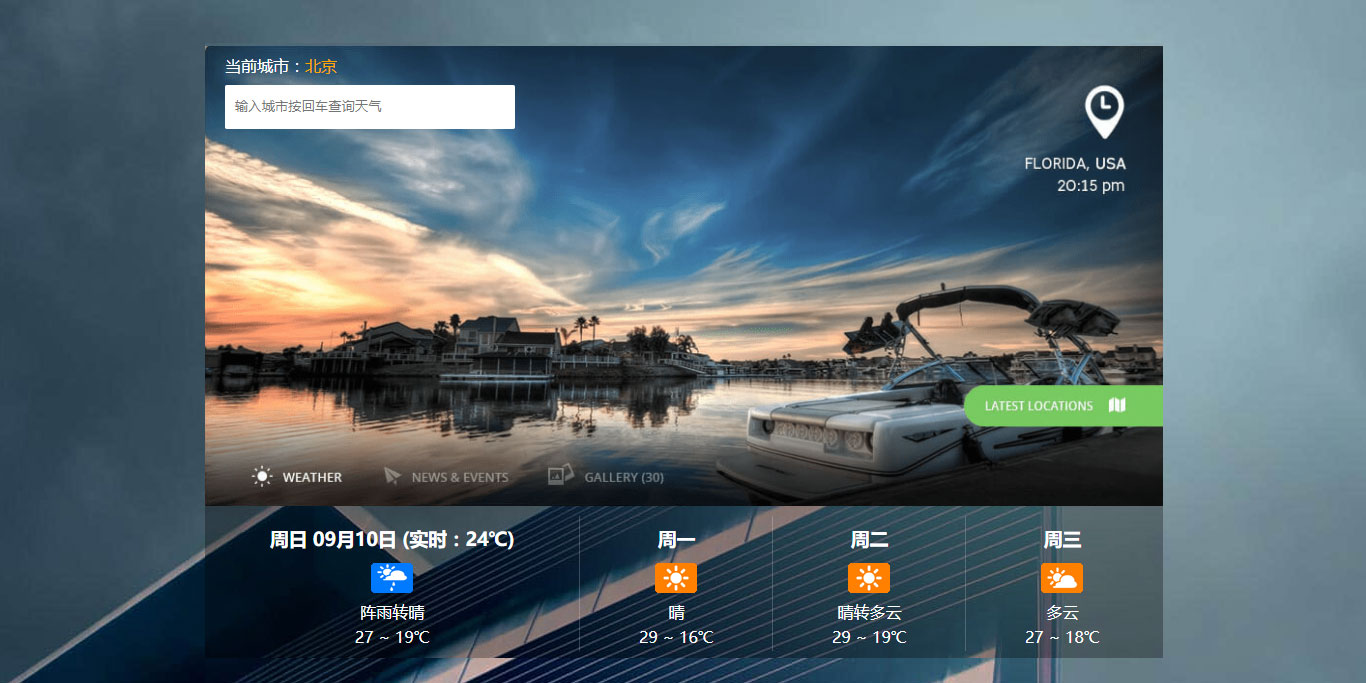 当前城市：北京
输入城市按回车查询天气
FLORIDA, USA
20:15 pm
LATEST LOCATIONS
WEATHER
NEWS & EVENTS
GALLERY (30)
周日 09月10日 (实时：24℃)
阵雨转晴
27 ~ 19℃
周一
晴
29 ~ 16℃
周二
晴转多云
29 ~ 19℃
周三
多云
27 ~ 18℃